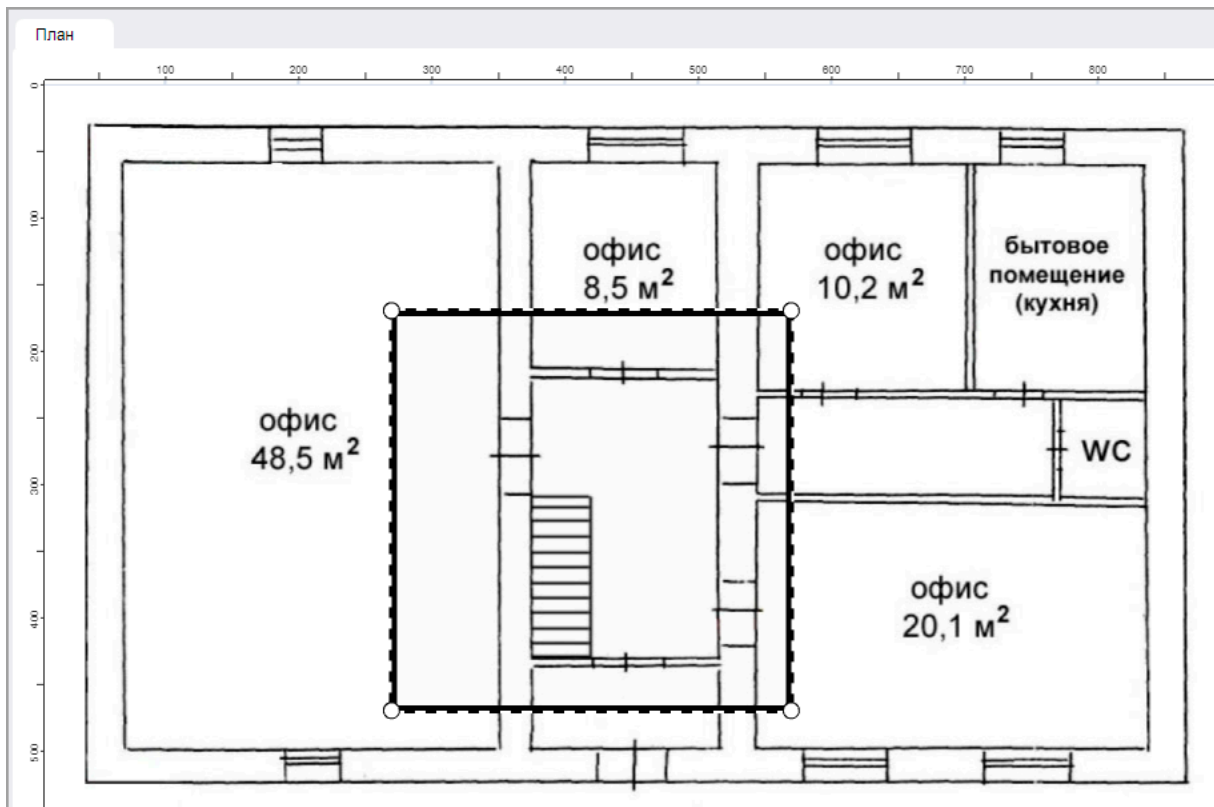 План
100 200 300 400 500 600 700 800
0
100
200
300
400
500
офис
8,5 м²
офис
10,2 м²
бытовое
помещение
(кухня)
офис
48,5 м²
WC
офис
20,1 м²